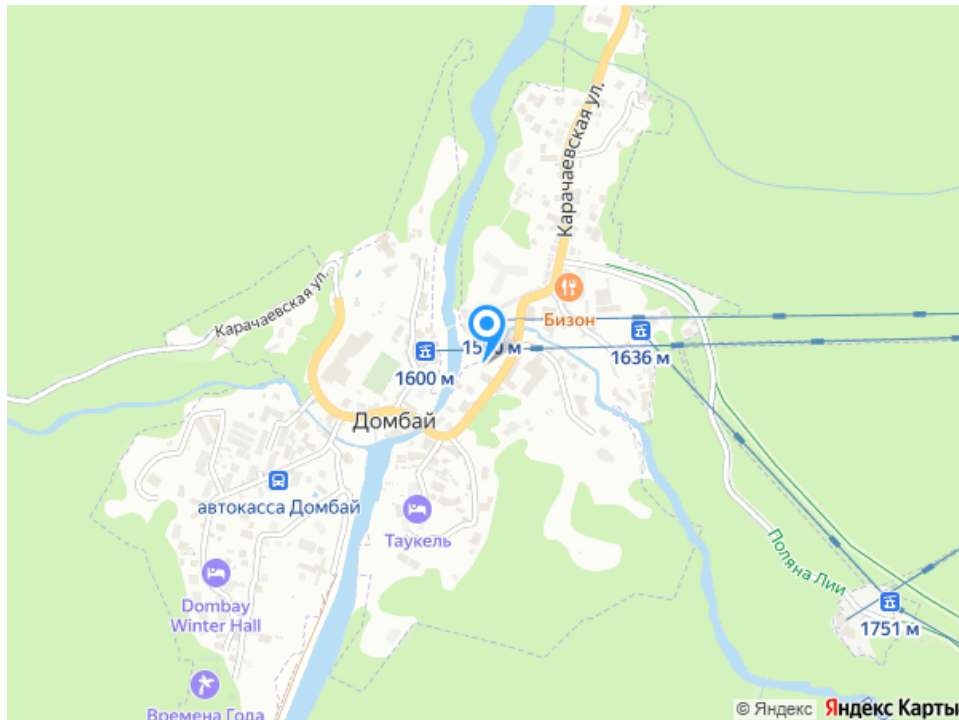 Карачаевская ул.
Карачаевская ул.
Бизон
1636 м
1600 м
Домбай
автокасса Домбай
Таукель
Dombay
Winter Hall
Поляна Лии
1751 м
Времена Года
© Яндекс Яндекс Карты